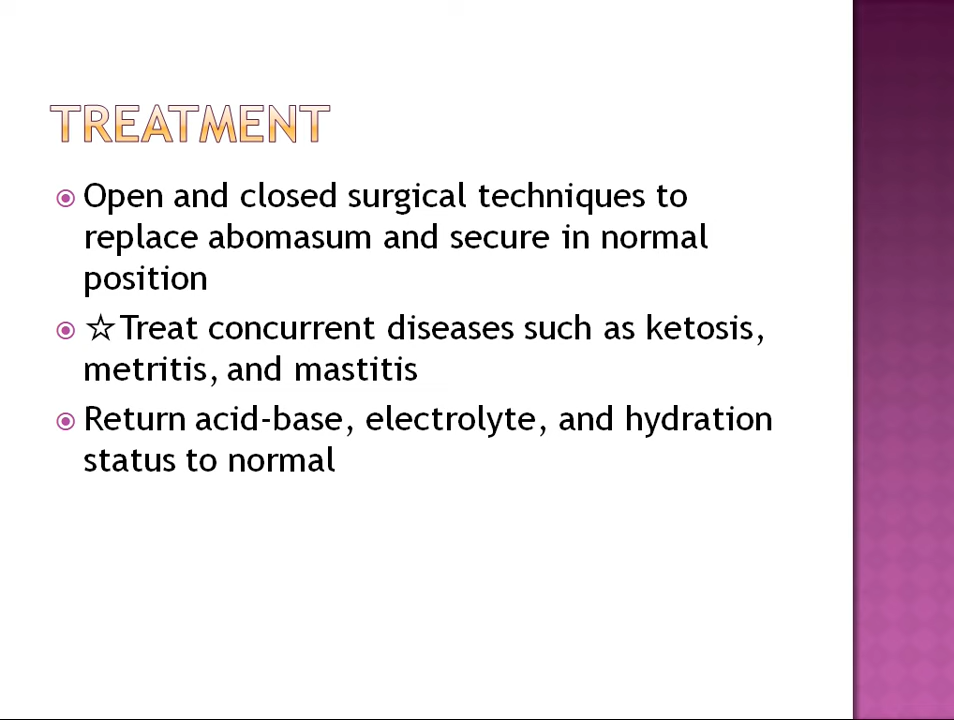 TREATMENT
Open and closed surgical techniques to
replace abomasum and secure in normal
position
☆Treat concurrent diseases such as ketosis,
metritis, and mastitis
Return acid-base, electrolyte, and hydration
status to normal